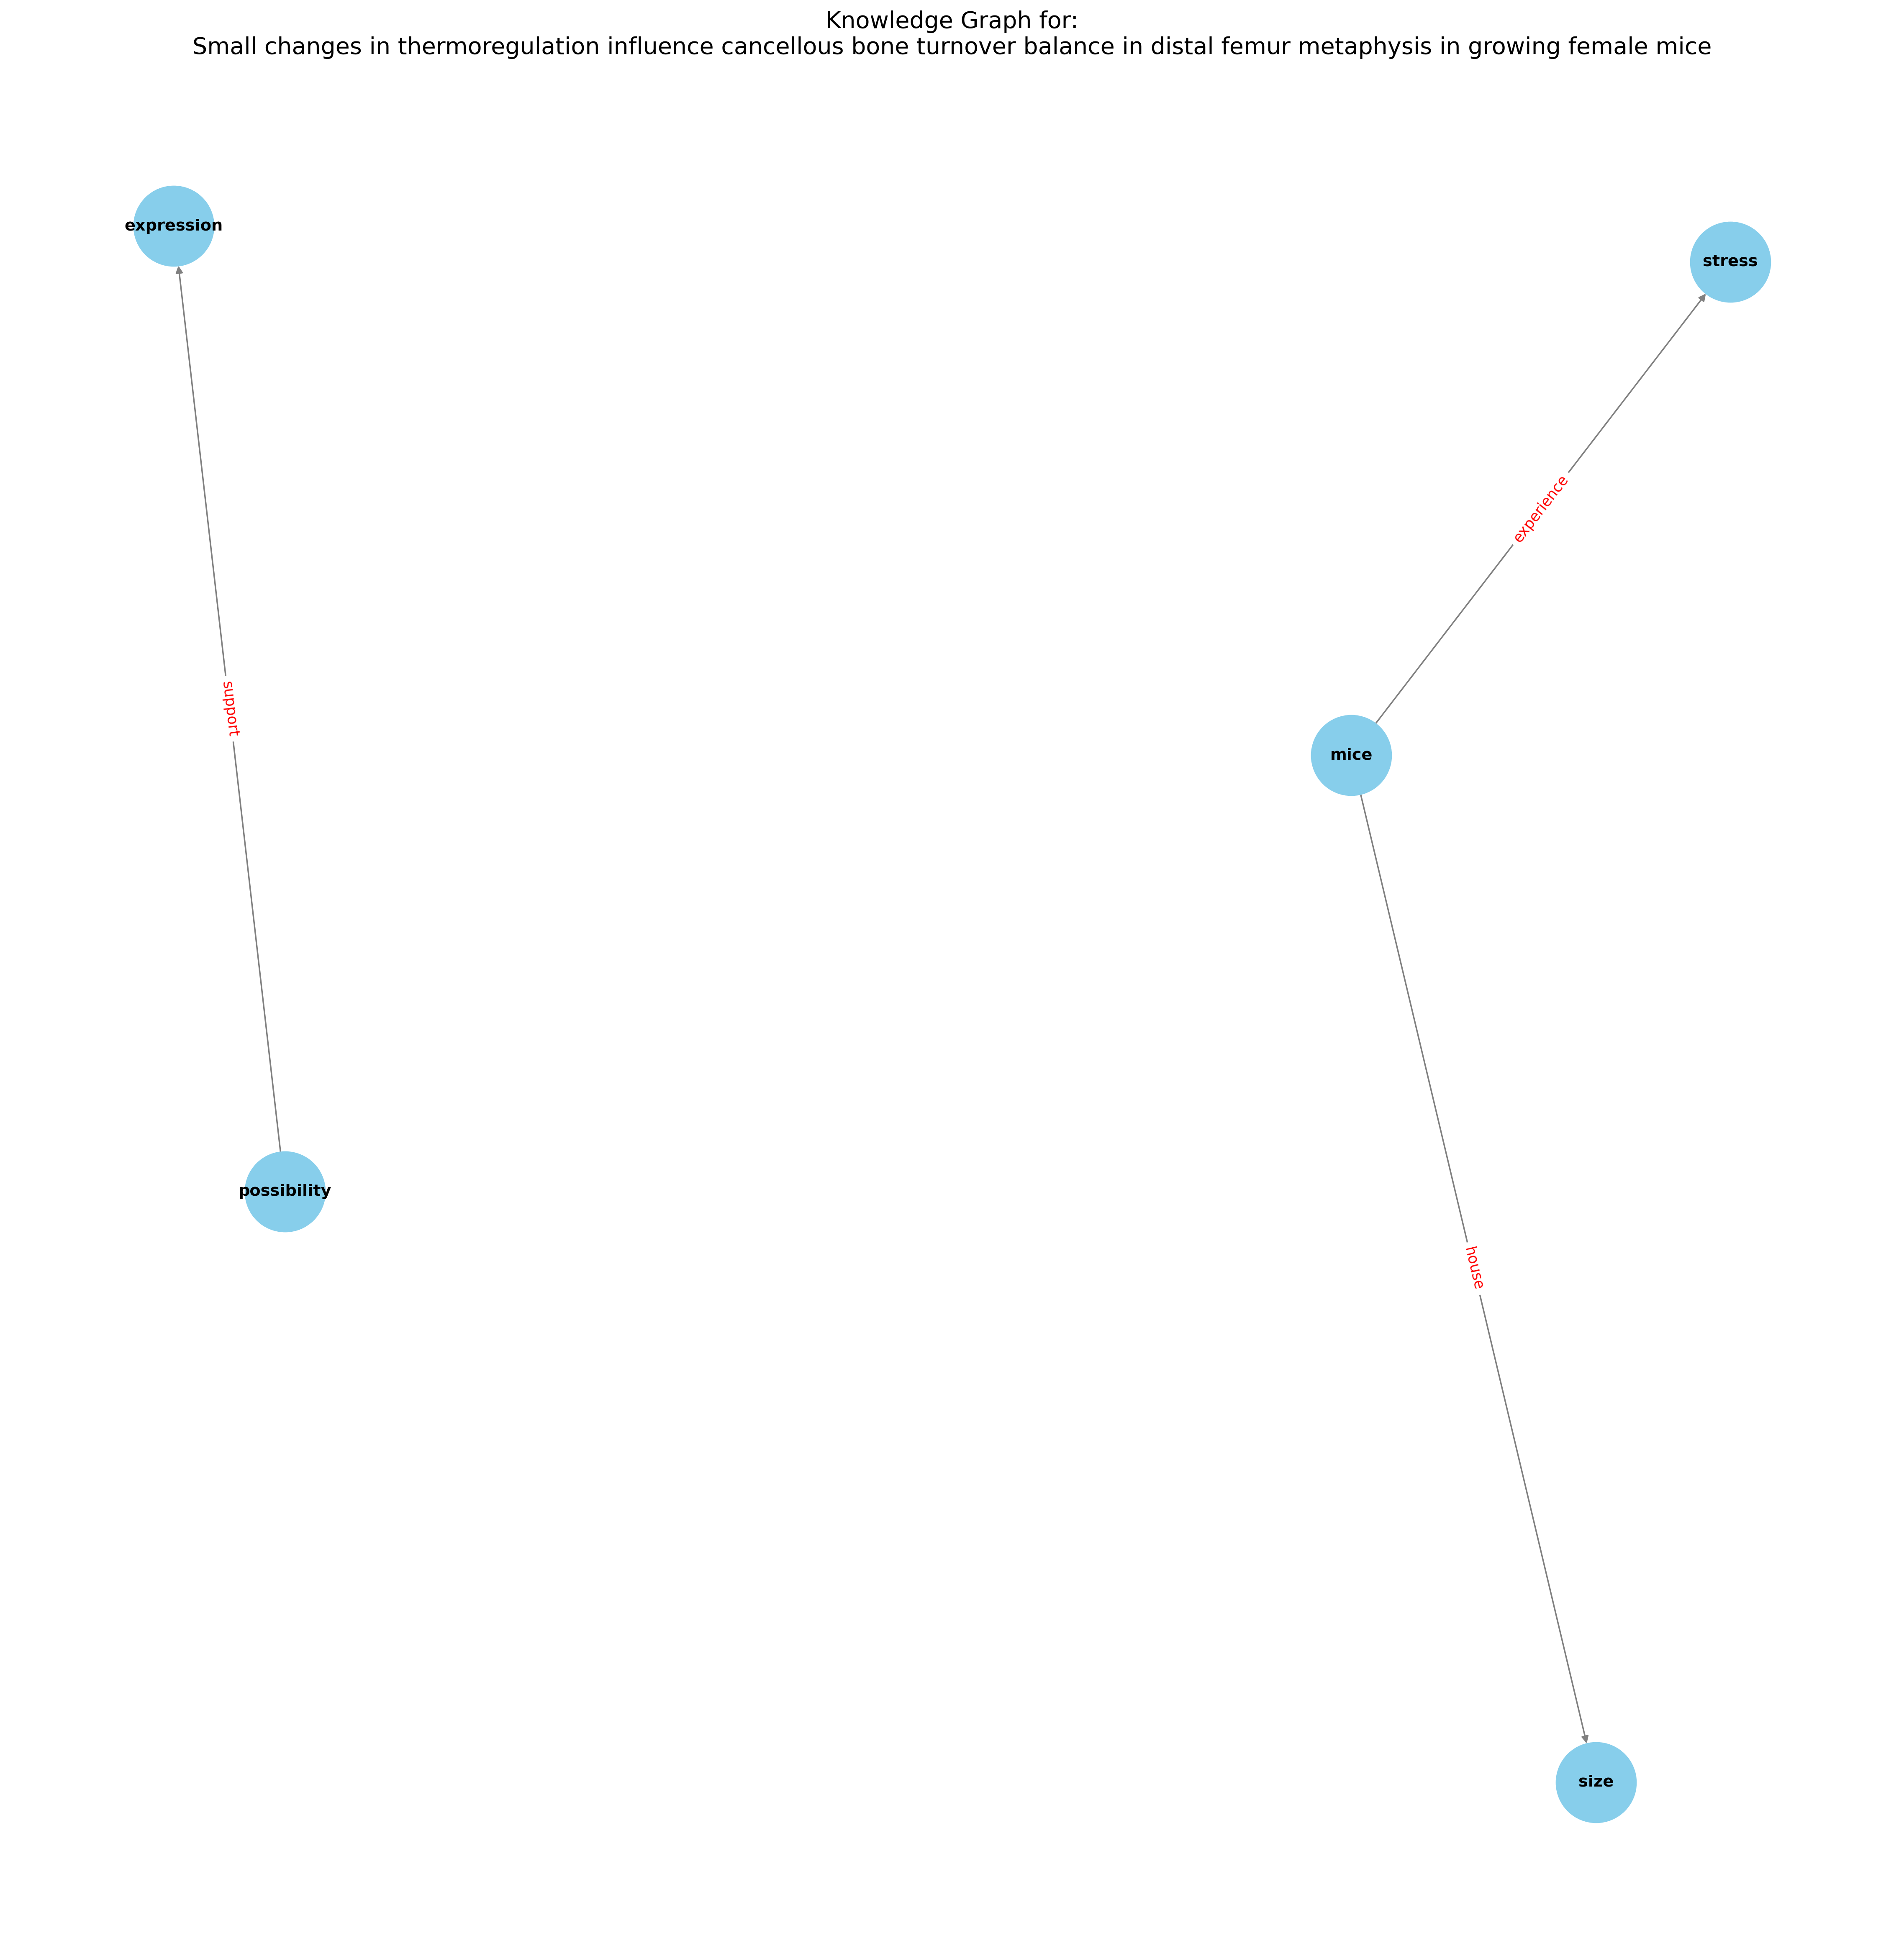 Knowledge Graph for:
Small changes in thermoregulation influence cancellous bone turnover balance in distal femur metaphysis in growing female mice
expression
stress
experience
support
mice
possibility
house
size